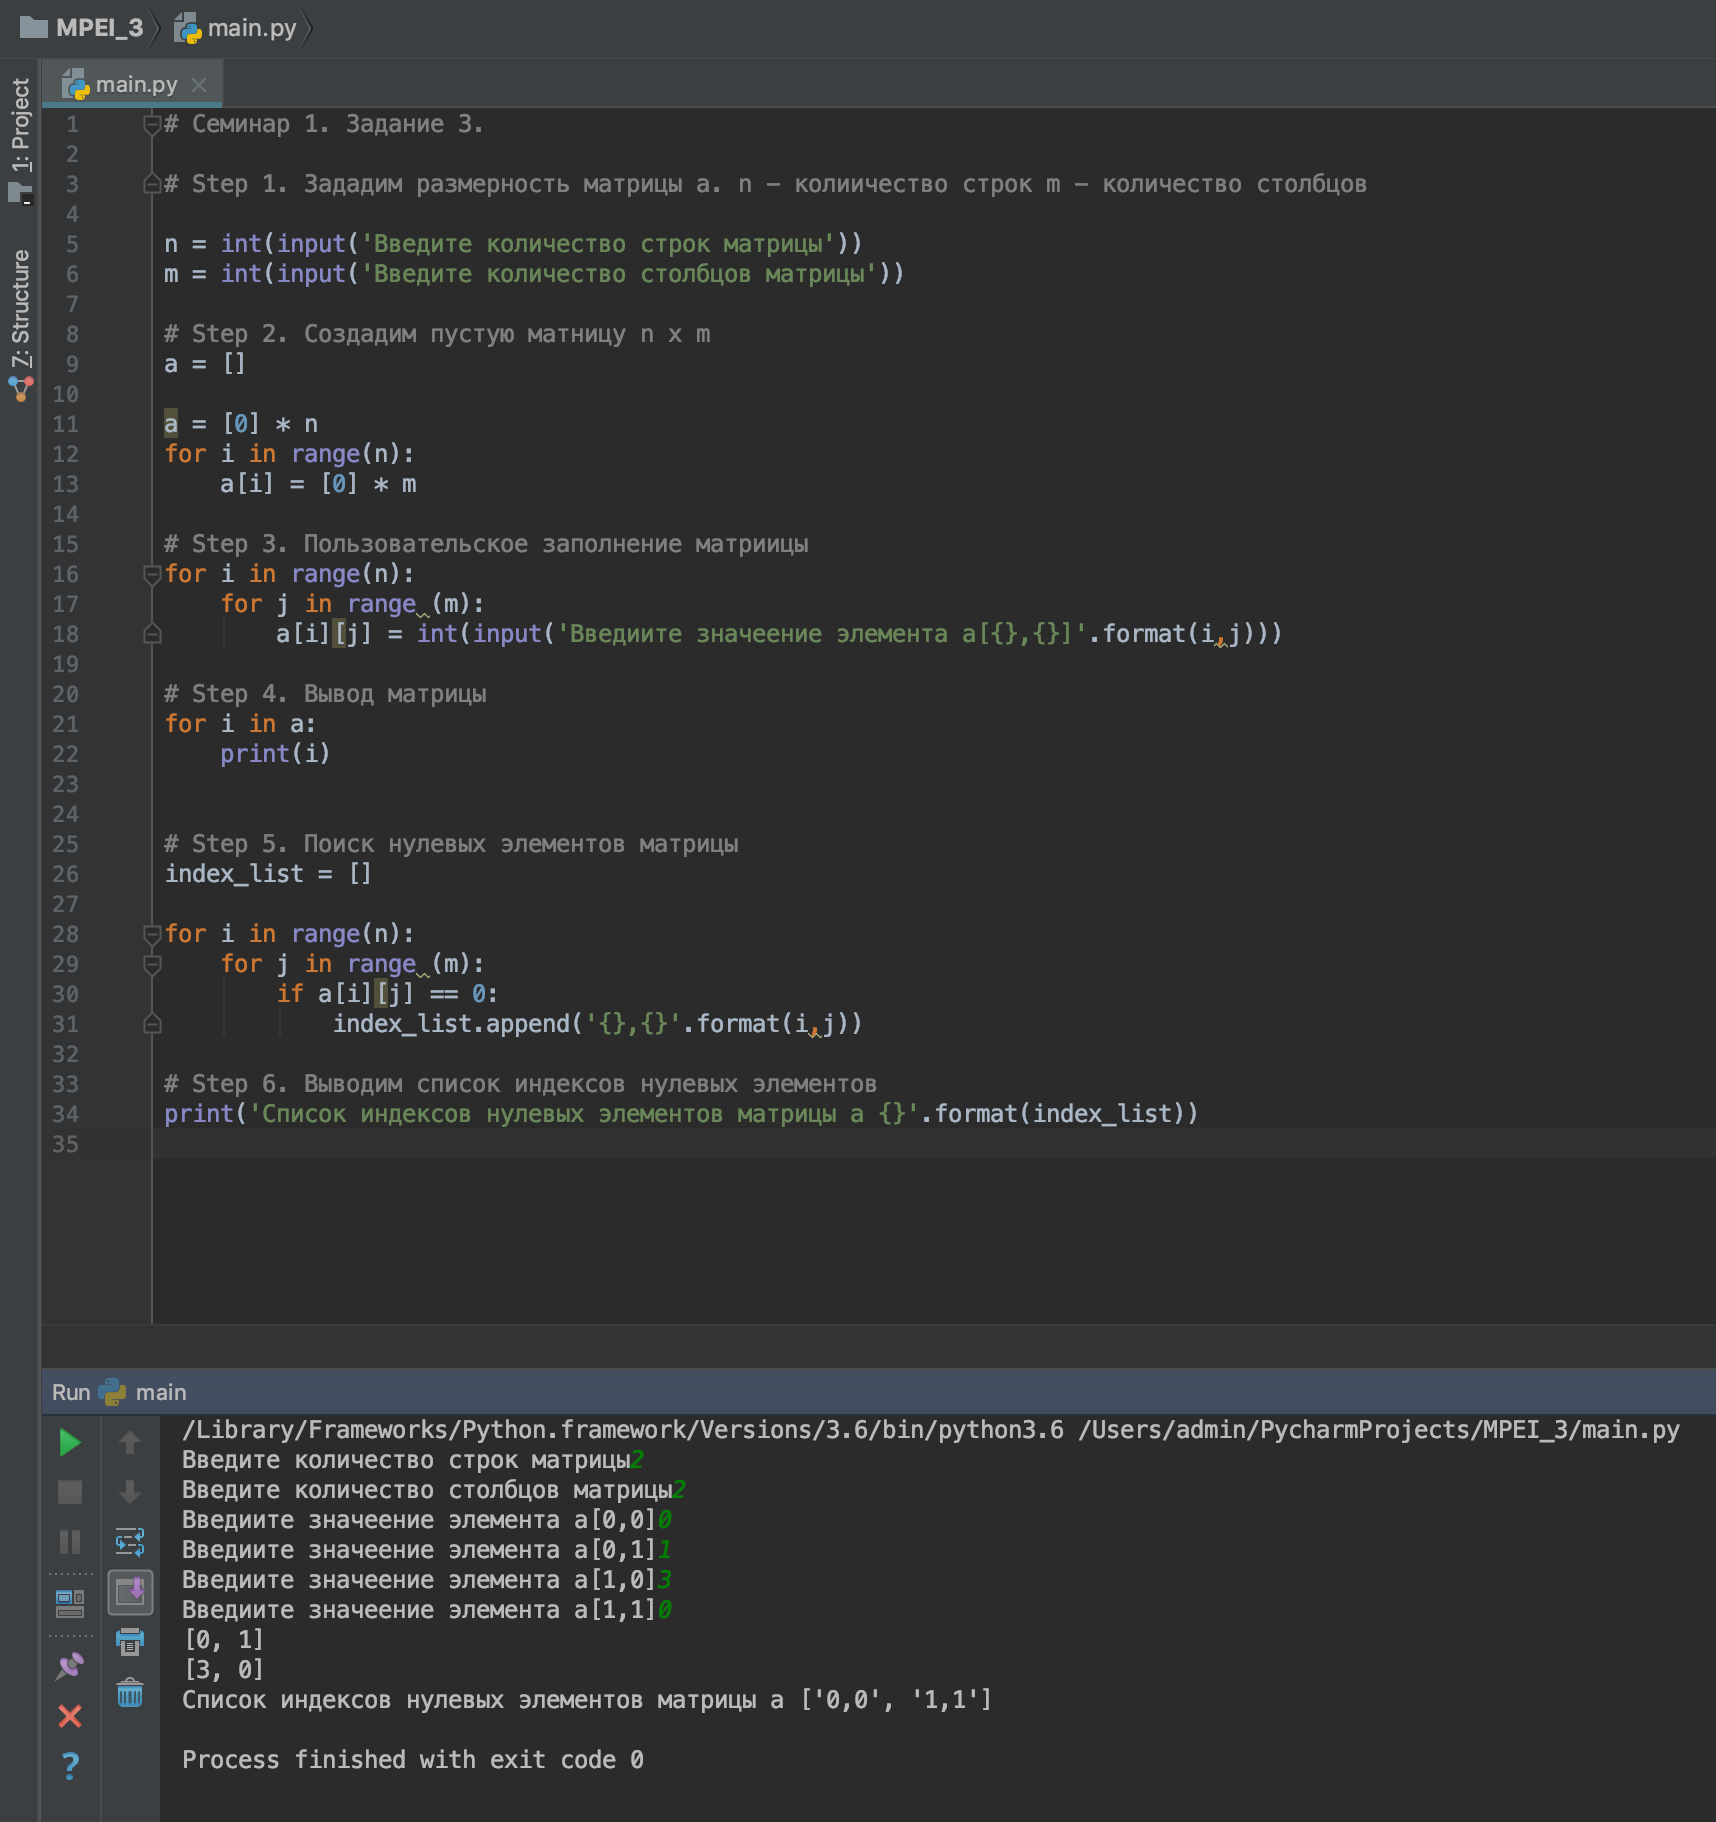 MPEI_3 main.py
main.py
1: Project
7: Structure
1 # Семинар 1. Задание 3.
2
3 # Step 1. Зададим размерность матрицы a. n - колиичество строк m - количество столбцов
4
5 n = int(input('Введите количество строк матрицы'))
6 m = int(input('Введите количество столбцов матрицы'))
7
8 # Step 2. Создадим пустую матницу n x m
9 a = []
10
11 a = [0] * n
12 for i in range(n):
13     a[i] = [0] * m
14
15 # Step 3. Пользовательское заполнение матриицы
16 for i in range(n):
17     for j in range (m):
18         a[i][j] = int(input('Введиите значеение элемента a[{},{}]'.format(i,j)))
19
20 # Step 4. Вывод матрицы
21 for i in a:
22     print(i)
23
24
25 # Step 5. Поиск нулевых элементов матрицы
26 index_list = []
27
28 for i in range(n):
29     for j in range (m):
30         if a[i][j] == 0:
31             index_list.append('{},{}'.format(i,j))
32
33 # Step 6. Выводим список индексов нулевых элементов
34 print('Список индексов нулевых элементов матрицы a {}'.format(index_list))
35
Run main
/Library/Frameworks/Python.framework/Versions/3.6/bin/python3.6 /Users/admin/PycharmProjects/MPEI_3/main.py
Введите количество строк матрицы2
Введите количество столбцов матрицы2
Введиите значеение элемента a[0,0]0
Введиите значеение элемента a[0,1]1
Введиите значеение элемента a[1,0]3
Введиите значеение элемента a[1,1]0
[0, 1]
[3, 0]
Список индексов нулевых элементов матрицы a ['0,0', '1,1']
Process finished with exit code 0